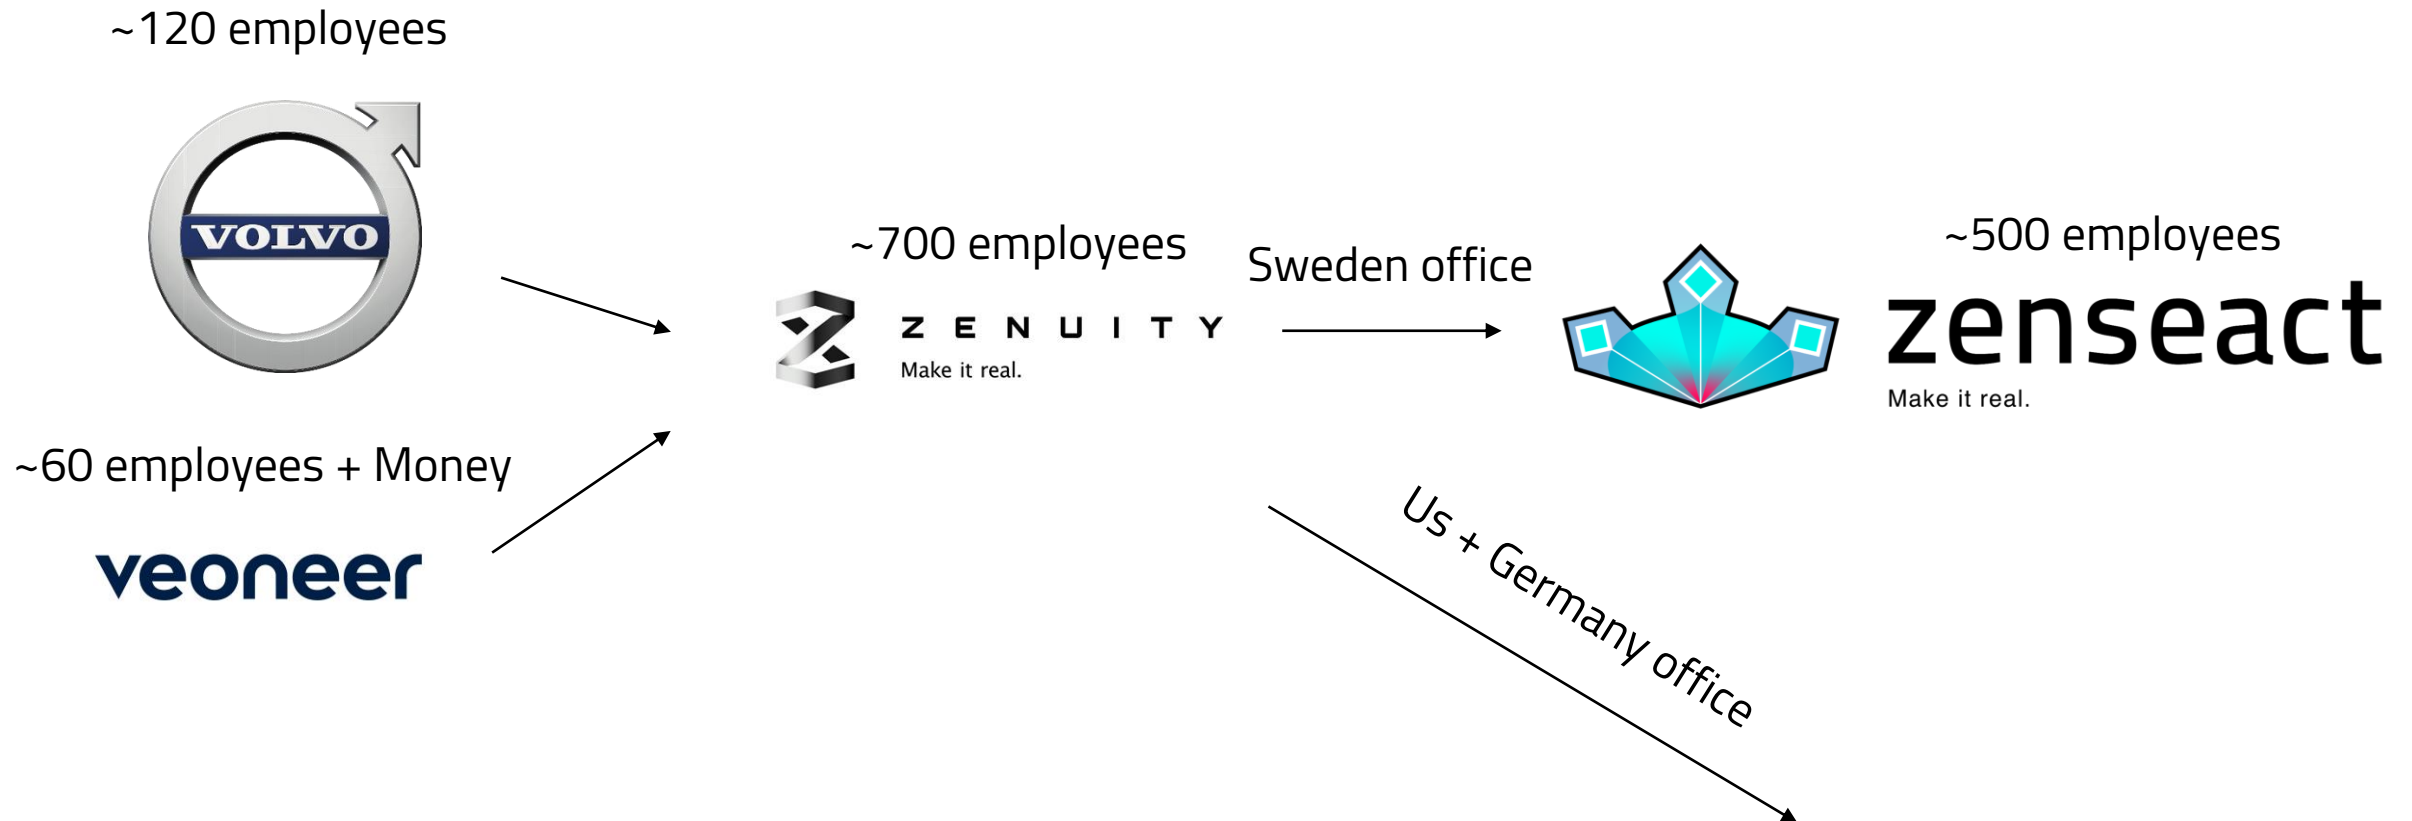 ~120 employees
VOLVO
~60 employees + Money
veoneer
~700 employees
ZENUITY
Make it real.
Sweden office
~500 employees
zenseact
Make it real.
Us + Germany office